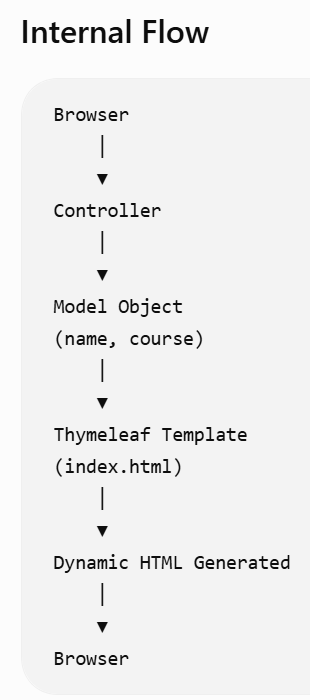 Internal Flow
Browser
│
▼
Controller
│
▼
Model Object
(name, course)
│
▼
Thymeleaf Template
(index.html)
│
▼
Dynamic HTML Generated
│
▼
Browser